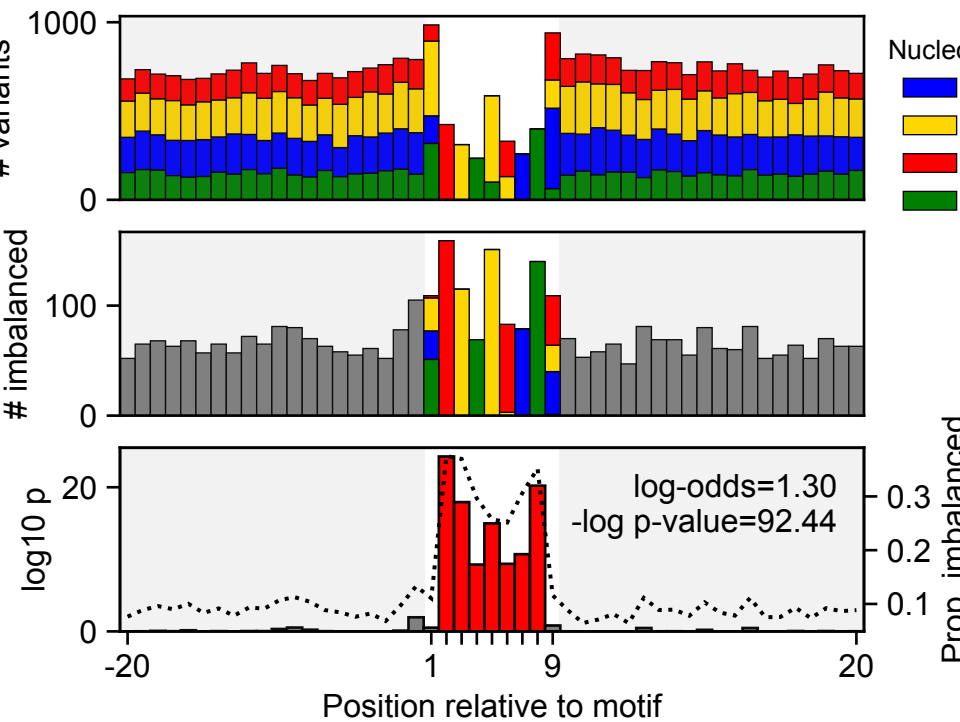 1000
0
# variants
Nucleo
100
0
# imbalanced
20
0
log10 p
log-odds=1.30
-log p-value=92.44
0.3
0.2
0.1
Prop. imbalanced
-20
1
9
20
Position relative to motif